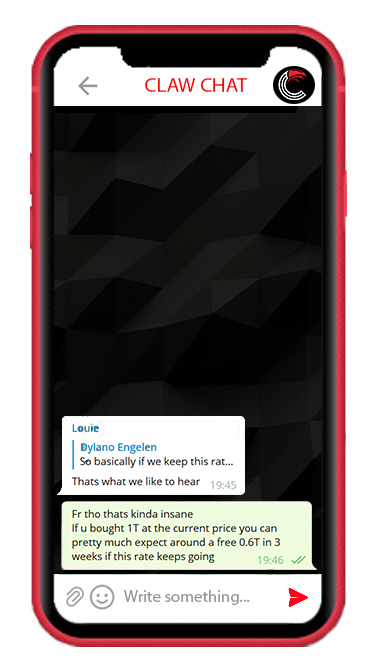 CLAW CHAT
Louie
Dylano Engelen
So basically if we keep this rat...
Thats what we like to hear
19:45
Fr tho thats kinda insane
If u bought 1T at the current price you can
pretty much expect around a free 0.6T in 3
weeks if this rate keeps going
19:46
Write something...